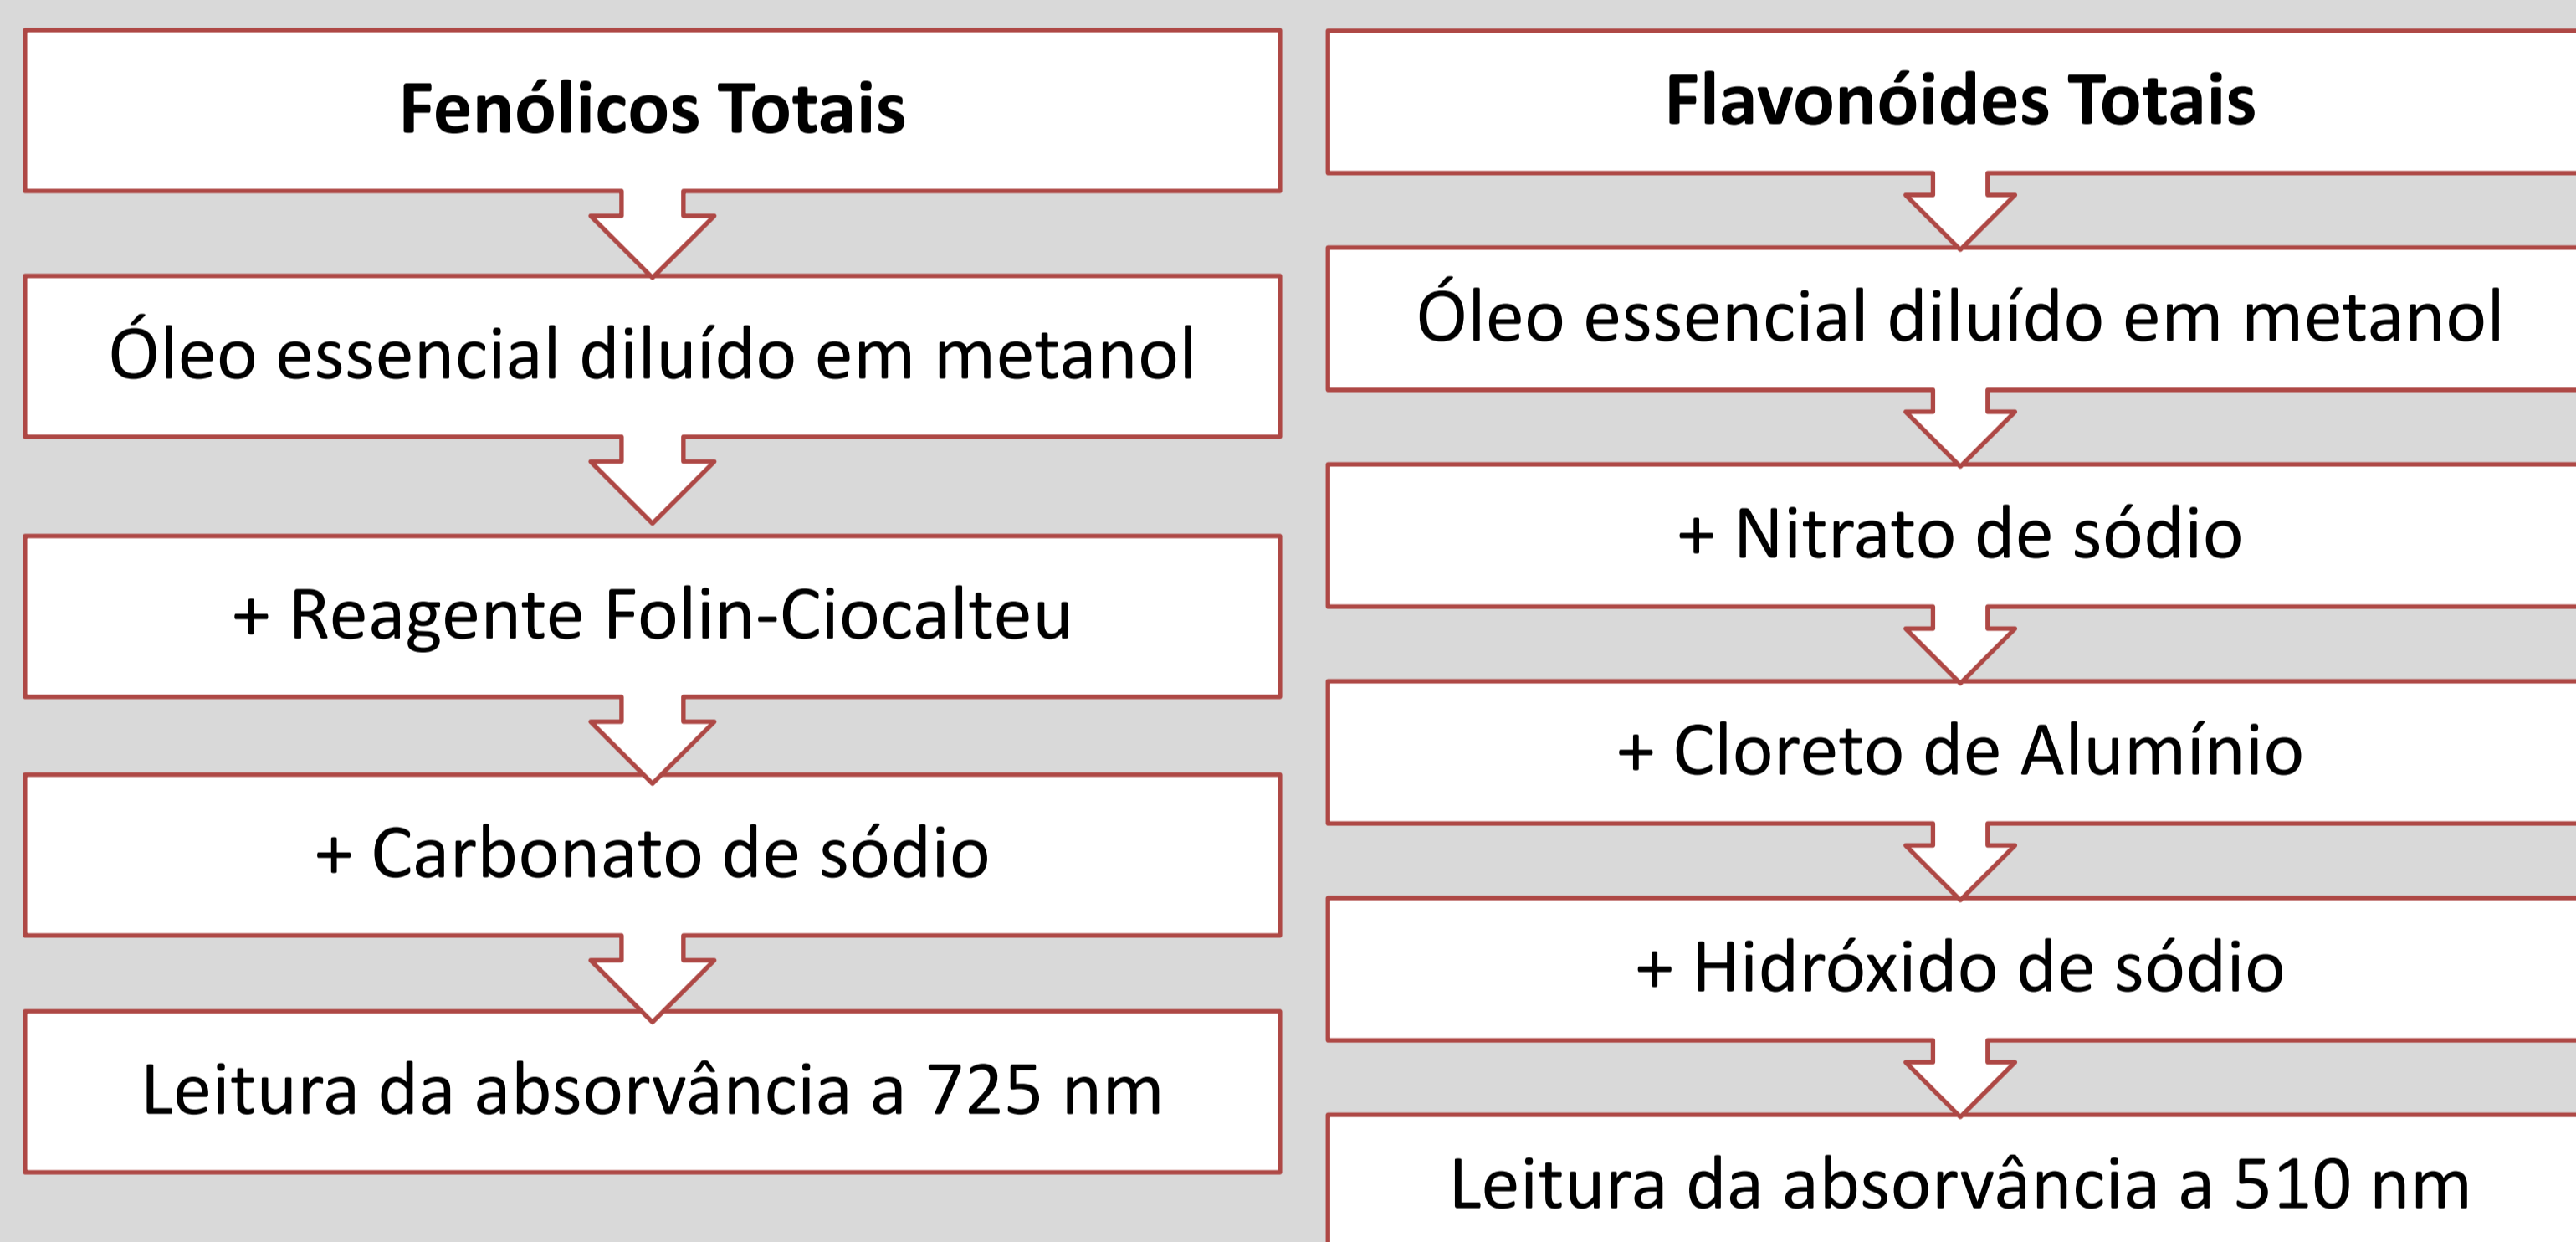 Fenólicos Totais
Óleo essencial diluído em metanol
+ Reagente Folin-Ciocalteu
+ Carbonato de sódio
Leitura da absorvância a 725 nm
Flavonóides Totais
Óleo essencial diluído em metanol
+ Nitrato de sódio
+ Cloreto de Alumínio
+ Hidróxido de sódio
Leitura da absorvância a 510 nm